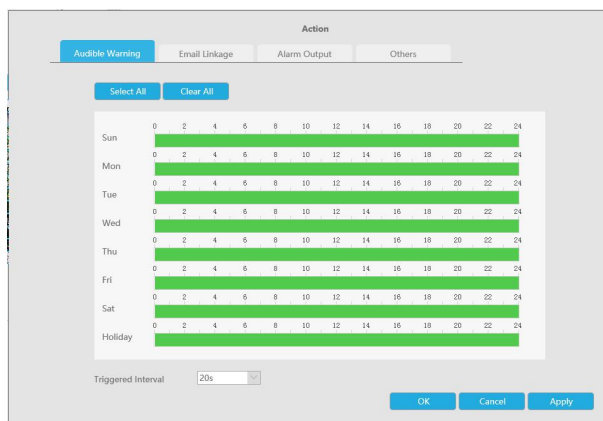 Action
Audible Warning Email Linkage Alarm Output Others
Select All Clear All
0 2 4 6 8 10 12 14 16 18 20 22 24
Sun
0 2 4 6 8 10 12 14 16 18 20 22 24
Mon
0 2 4 6 8 10 12 14 16 18 20 22 24
Tue
0 2 4 6 8 10 12 14 16 18 20 22 24
Wed
0 2 4 6 8 10 12 14 16 18 20 22 24
Thu
0 2 4 6 8 10 12 14 16 18 20 22 24
Fri
0 2 4 6 8 10 12 14 16 18 20 22 24
Sat
0 2 4 6 8 10 12 14 16 18 20 22 24
Holiday
Triggered Interval 20s
OK Cancel Apply